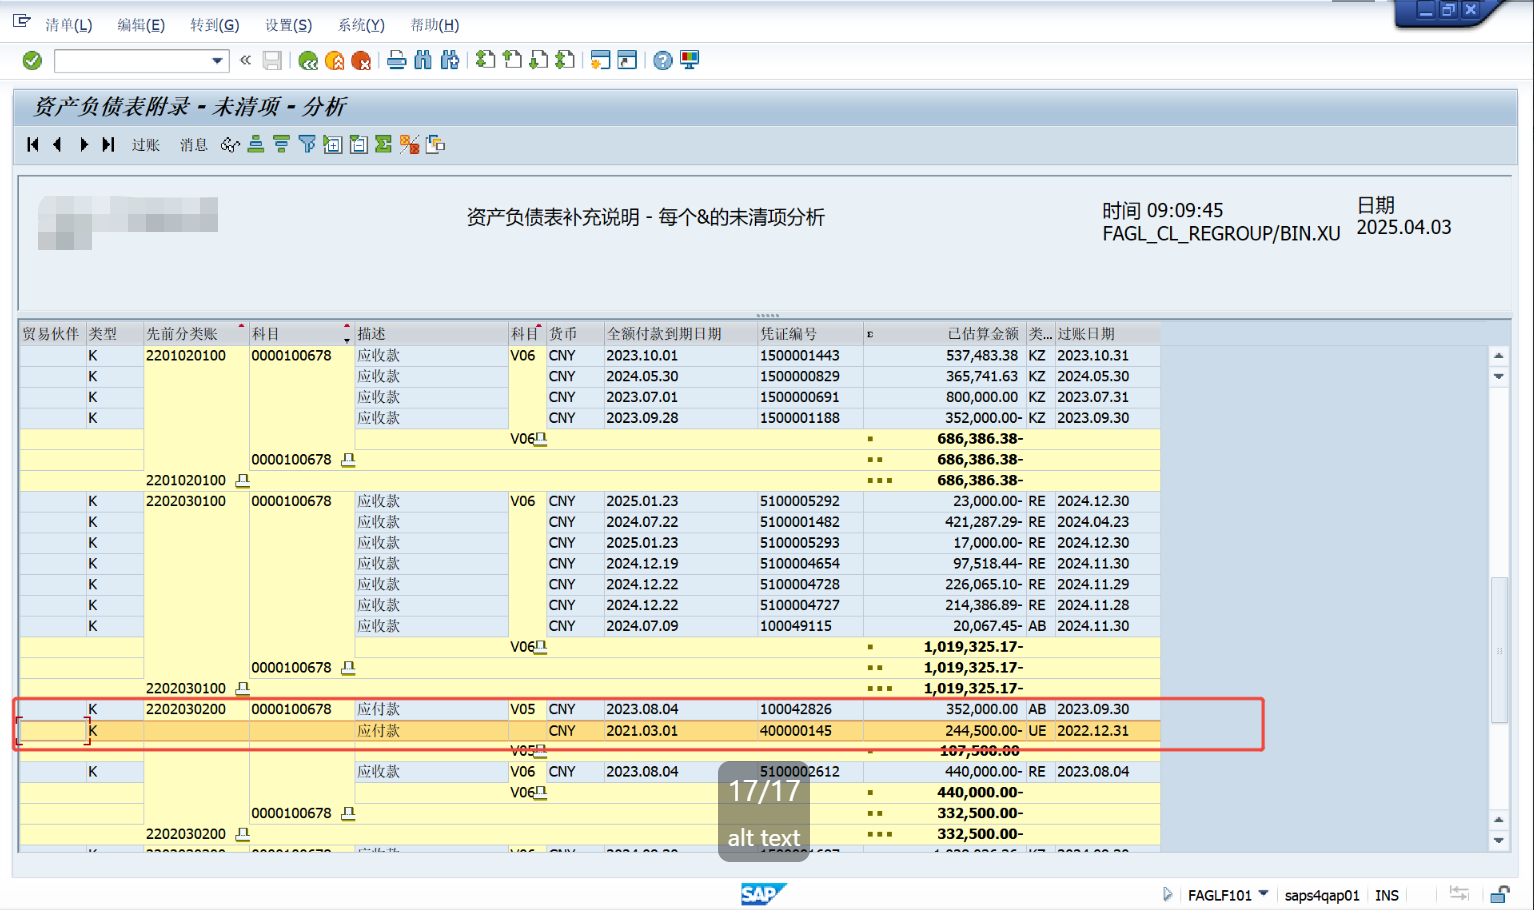 清单(L) 编辑(E) 转到(G) 设置(S) 系统(Y) 帮助(H)
资产负债表附录 - 未清项 - 分析
过账 消息
资产负债表补充说明 - 每个&的未清项分析
时间 09:09:45 日期
FAGL_CL_REGROUP/BIN.XU 2025.04.03
贸易伙伴 类型 先前分类账 科目 描述 科目 货币 全额付款到期日期 凭证编号 Σ 已估算金额 类... 过账日期
K 2201020100 0000100678 应收款 V06 CNY 2023.10.01 1500001443 537,483.38 KZ 2023.10.31
K 应收款 CNY 2024.05.30 1500000829 365,741.63 KZ 2024.05.30
K 应收款 CNY 2023.07.01 1500000691 800,000.00 KZ 2023.07.31
K 应收款 CNY 2023.09.28 1500001188 352,000.00- KZ 2023.09.30
V06 686,386.38-
0000100678 686,386.38-
2201020100 686,386.38-
K 2202030100 0000100678 应收款 V06 CNY 2025.01.23 5100005292 23,000.00- RE 2024.12.30
K 应收款 CNY 2024.07.22 5100001482 421,287.29- RE 2024.04.23
K 应收款 CNY 2025.01.23 5100005293 17,000.00- RE 2024.12.30
K 应收款 CNY 2024.12.19 5100004654 97,518.44- RE 2024.11.30
K 应收款 CNY 2024.12.22 5100004728 226,065.10- RE 2024.11.29
K 应收款 CNY 2024.12.22 5100004727 214,386.89- RE 2024.11.28
K 应收款 CNY 2024.07.09 100049115 20,067.45- AB 2024.11.30
V06 1,019,325.17-
0000100678 1,019,325.17-
2202030100 1,019,325.17-
K 2202030200 0000100678 应付款 V05 CNY 2023.08.04 100042826 352,000.00 AB 2023.09.30
K 应付款 CNY 2021.03.01 400000145 244,500.00- UE 2022.12.31
V05 107,500.00
K 应收款 V06 CNY 2023.08.04 5100002612 440,000.00- RE 2023.08.04
V06 440,000.00-
0000100678 332,500.00-
2202030200 332,500.00-
17/17
alt text
SAP
FAGLF101 saps4qap01 INS